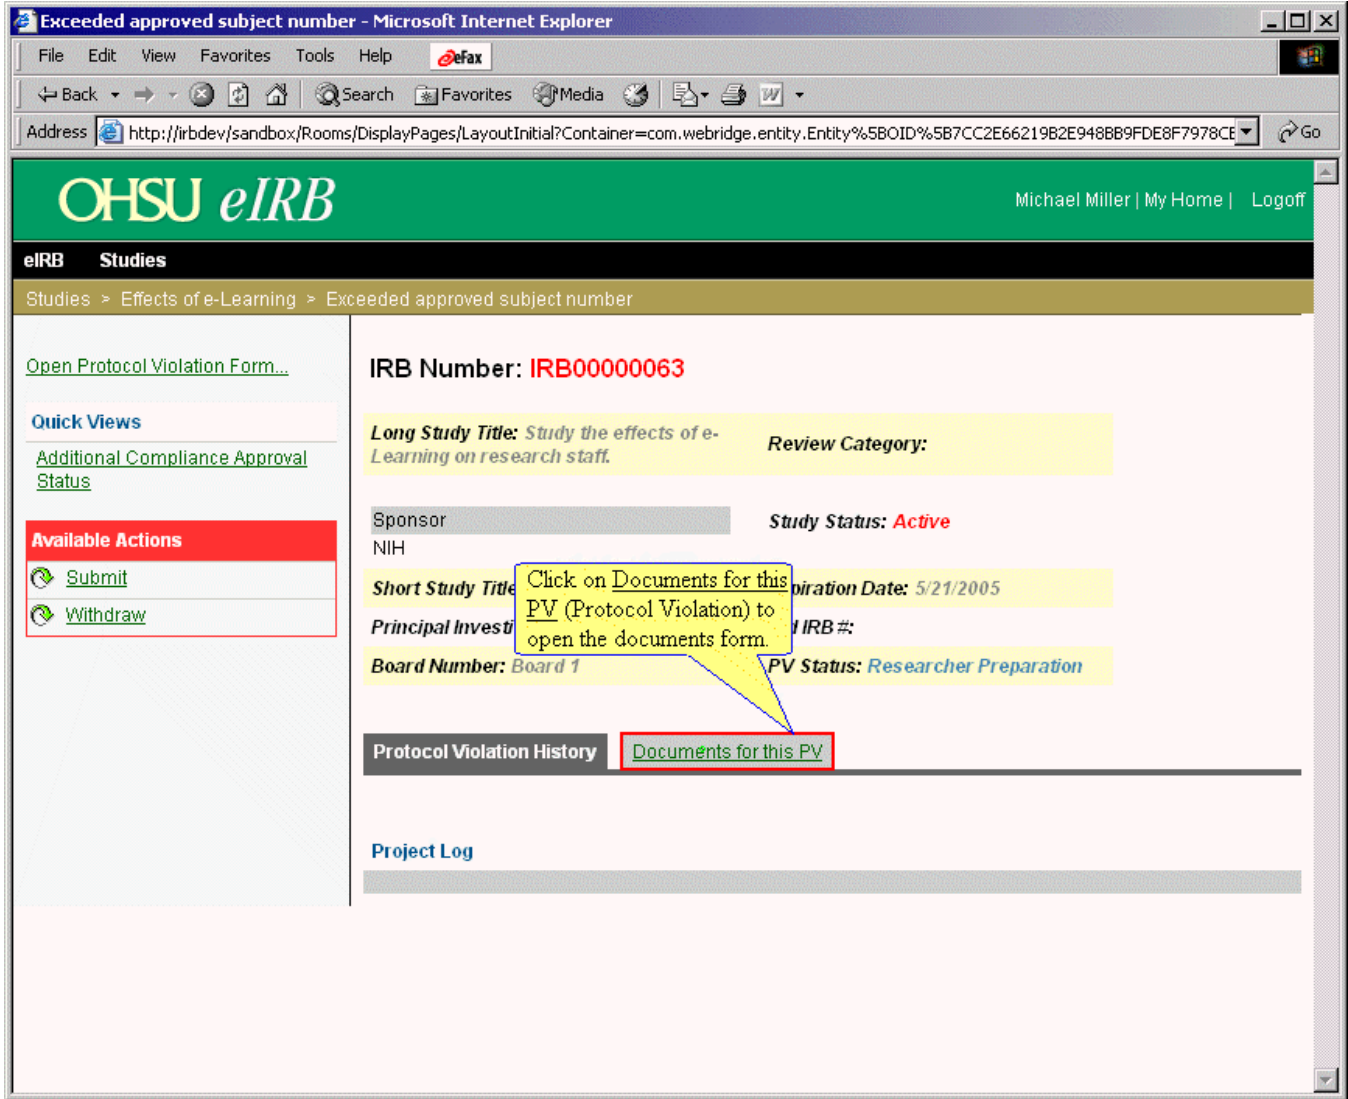 Exceeded approved subject number - Microsoft Internet Explorer
File Edit View Favorites Tools Help eFax
Back Search Favorites Media
Address http://irbdev/sandbox/Rooms/DisplayPages/LayoutInitial?Container=com.webridge.entity.Entity%5BOID%5B7CC2E66219B2E948BB9FDE8F7978CE Go
OHSU eIRB
Michael Miller | My Home | Logoff
eIRB Studies
Studies > Effects of e-Learning > Exceeded approved subject number
Open Protocol Violation Form...
Quick Views
Additional Compliance Approval
Status
Available Actions
Submit
Withdraw
IRB Number: IRB00000063
Long Study Title: Study the effects of e-
Learning on research staff.
Review Category:
Sponsor
NIH
Study Status: Active
Short Study Title
piration Date: 5/21/2005
Principal Investi
IRB #:
Board Number: Board 1
PV Status: Researcher Preparation
Click on Documents for this
PV (Protocol Violation) to
open the documents form.
Protocol Violation History
Documents for this PV
Project Log